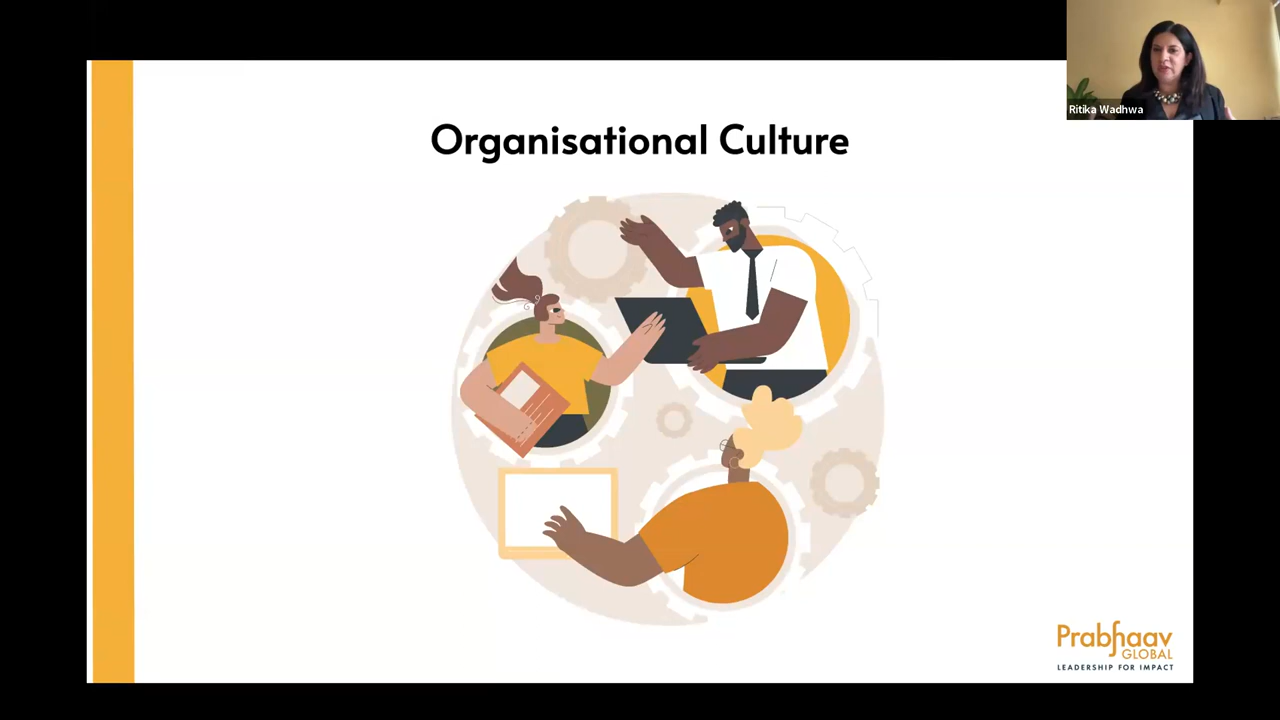 Ritika Wadhwa
Organisational Culture
Prabhaav
GLOBAL
LEADERSHIP FOR IMPACT